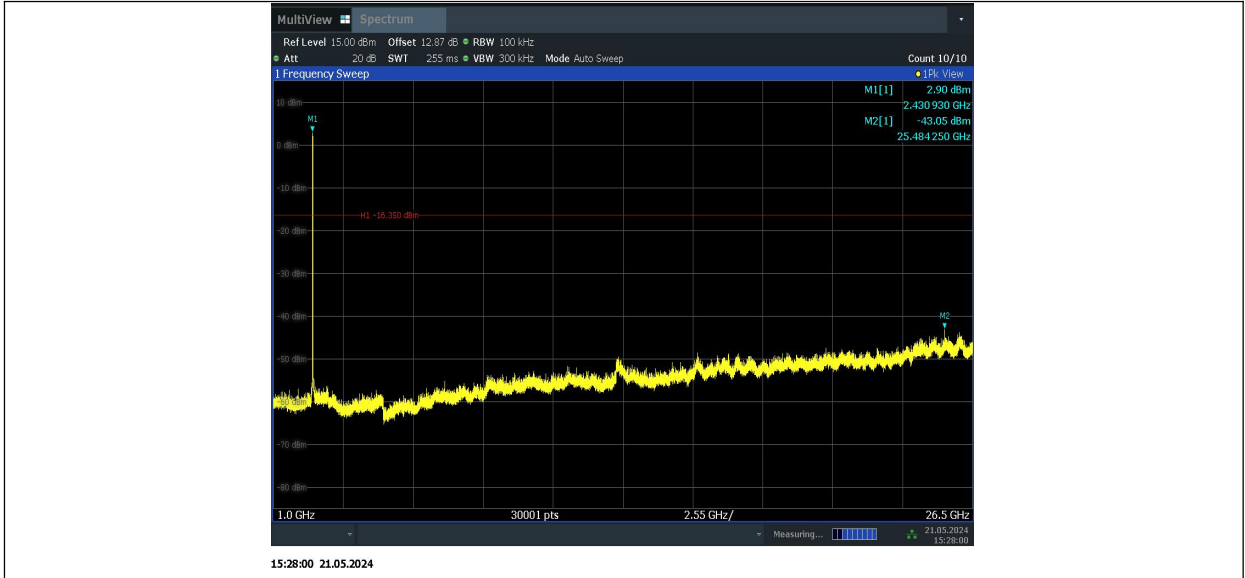 MultiView Spectrum
Ref Level 15.00 dBm Offset 12.87 dB RBW 100 kHz
Att 20 dB SWT 255 ms VBW 300 kHz Mode Auto Sweep Count 10/10
1 Frequency Sweep 1Pk View
M1[1] 2.90 dBm
2.430 930 GHz
M2[1] -43.05 dBm
25.484 250 GHz
10 dBm
M1
0 dBm
-10 dBm
H1 -16.350 dBm
-20 dBm
-30 dBm
-40 dBm
M2
-50 dBm
-60 dBm
-70 dBm
-80 dBm
1.0 GHz 30001 pts 2.55 GHz/ 26.5 GHz
Measuring... 21.05.2024
15:28:00
15:28:00 21.05.2024